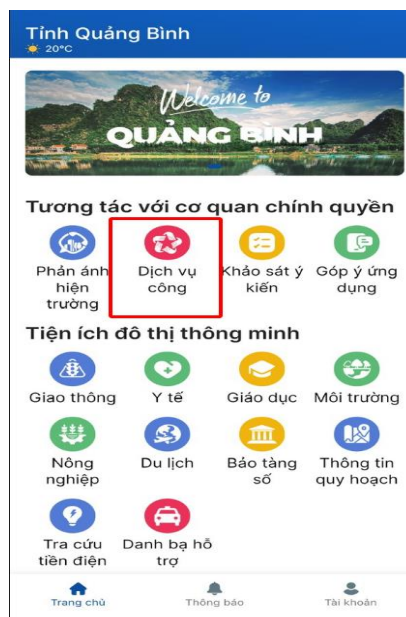 Tỉnh Quảng Bình
20°C
Welcome to
QUẢNG BÌNH
Tương tác với cơ quan chính quyền
Phản ánh hiện trường
Dịch vụ công
Khảo sát ý kiến
Góp ý ứng dụng
Tiện ích đô thị thông minh
Giao thông
Y tế
Giáo dục
Môi trường
Nông nghiệp
Du lịch
Bảo tàng số
Thông tin quy hoạch
Tra cứu tiền điện
Danh bạ hỗ trợ
Trang chủ
Thông báo
Tài khoản